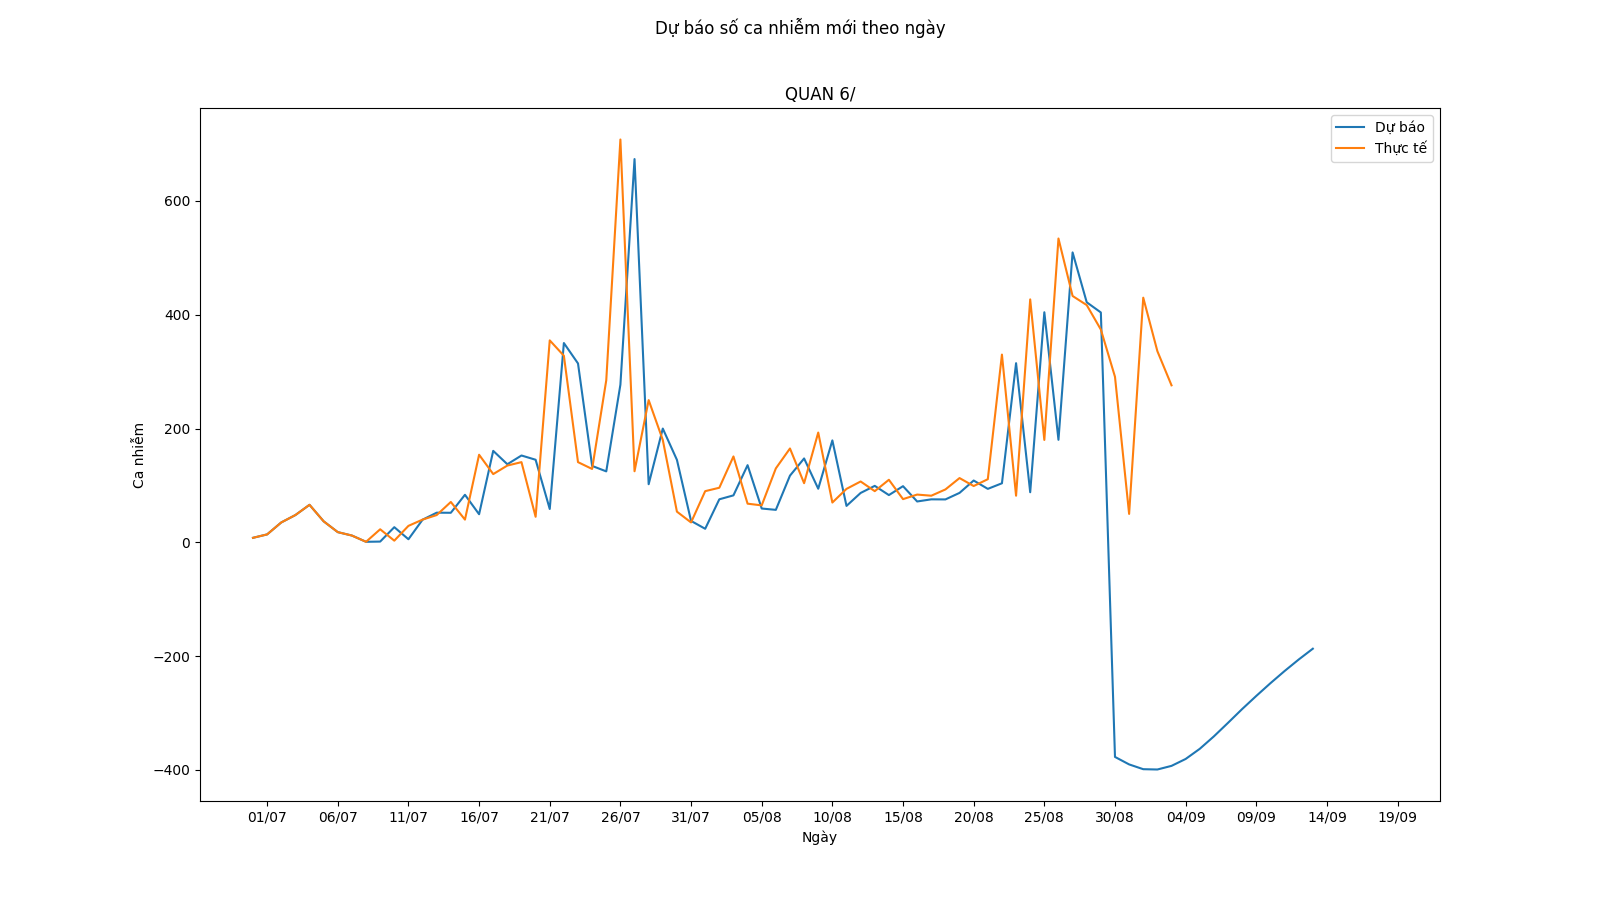 Dự báo số ca nhiễm mới theo ngày
QUAN 6/
Dự báo
Thực tế
Ca nhiễm
600
400
200
0
−200
−400
01/07 06/07 11/07 16/07 21/07 26/07 31/07 05/08 10/08 15/08 20/08 25/08 30/08 04/09 09/09 14/09 19/09
Ngày